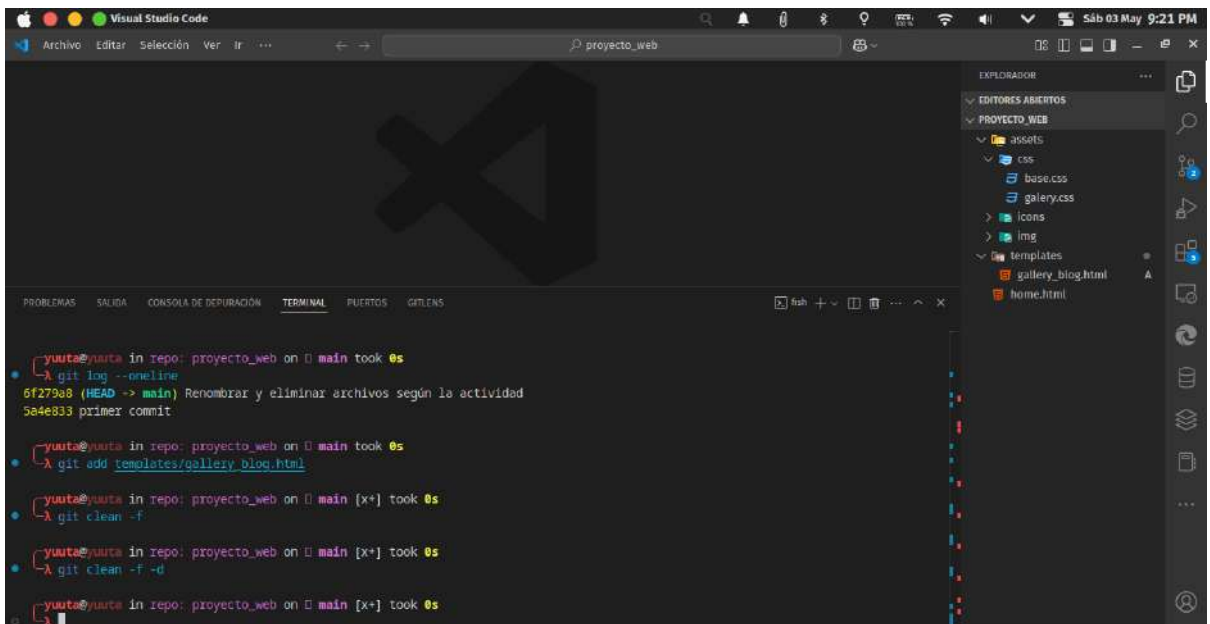 Visual Studio Code
Sáb 03 May 9:21 PM
Archivo Editar Selección Ver Ir ...
proyecto_web
EXPLORADOR
EDITORES ABIERTOS
PROYECTO_WEB
assets
css
base.css
galery.css
icons
img
templates
gallery_blog.html A
home.html
PROBLEMAS SALIDA CONSOLA DE DEPURACIÓN TERMINAL PUERTOS GITLENS
fish
yuuta@yuuta in repo: proyecto_web on main took 0s
λ git log --oneline
6f279a8 (HEAD -> main) Renombrar y eliminar archivos según la actividad
5a4e833 primer commit
yuuta@yuuta in repo: proyecto_web on main took 0s
λ git add templates/gallery_blog.html
yuuta@yuuta in repo: proyecto_web on main [x+] took 0s
λ git clean -f
yuuta@yuuta in repo: proyecto_web on main [x+] took 0s
λ git clean -f -d
yuuta@yuuta in repo: proyecto_web on main [x+] took 0s
λ